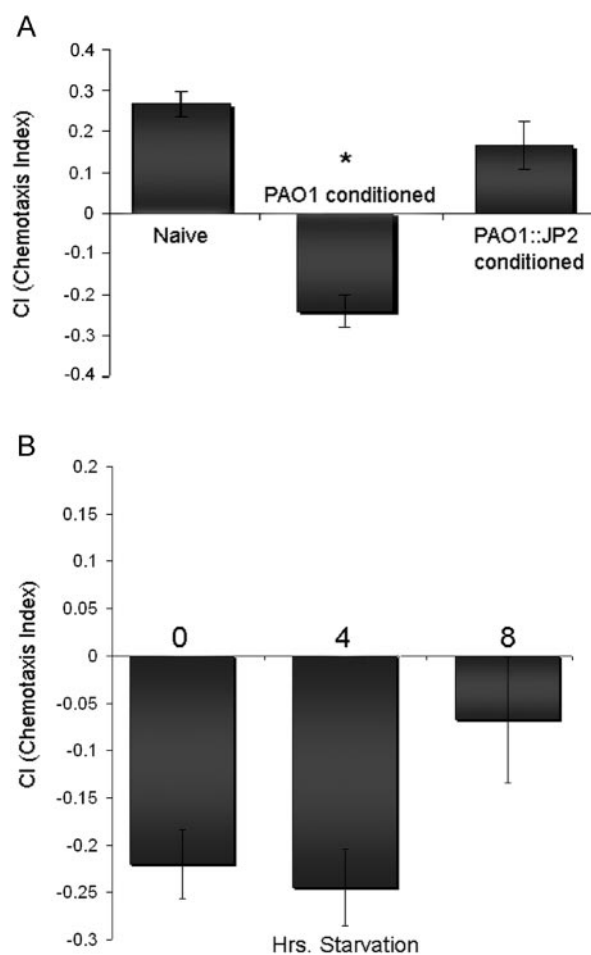 A
CI (Chemotaxis Index)
0.4
0.3
0.2
0.1
0
-0.1
-0.2
-0.3
-0.4
*
Naive
PAO1 conditioned
PAO1::JP2
conditioned
B
CI (Chemotaxis Index)
0.2
0.15
0.1
0.05
0
-0.05
-0.1
-0.15
-0.2
-0.25
-0.3
0 4 8
Hrs. Starvation